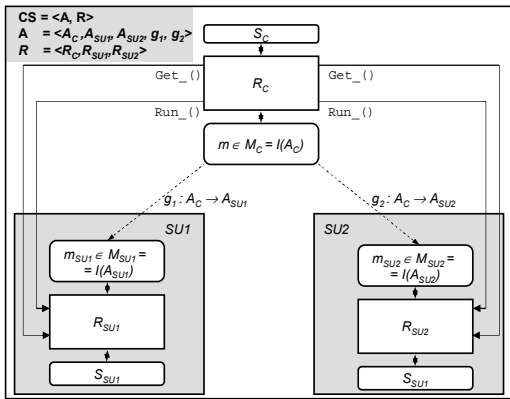 CS = <A, R>
A = <A_C, A_SU1, A_SU2, g_1, g_2>
R = <R_C, R_SU1, R_SU2>
S_C
Get_() Get_()
R_C
Run_() Run_()
m ∈ M_C = I(A_C)
g_1 : A_C → A_SU1 g_2 : A_C → A_SU2
SU1 SU2
m_SU1 ∈ M_SU1 =
= I(A_SU1)
m_SU2 ∈ M_SU2 =
= I(A_SU2)
R_SU1 R_SU2
S_SU1 S_SU1